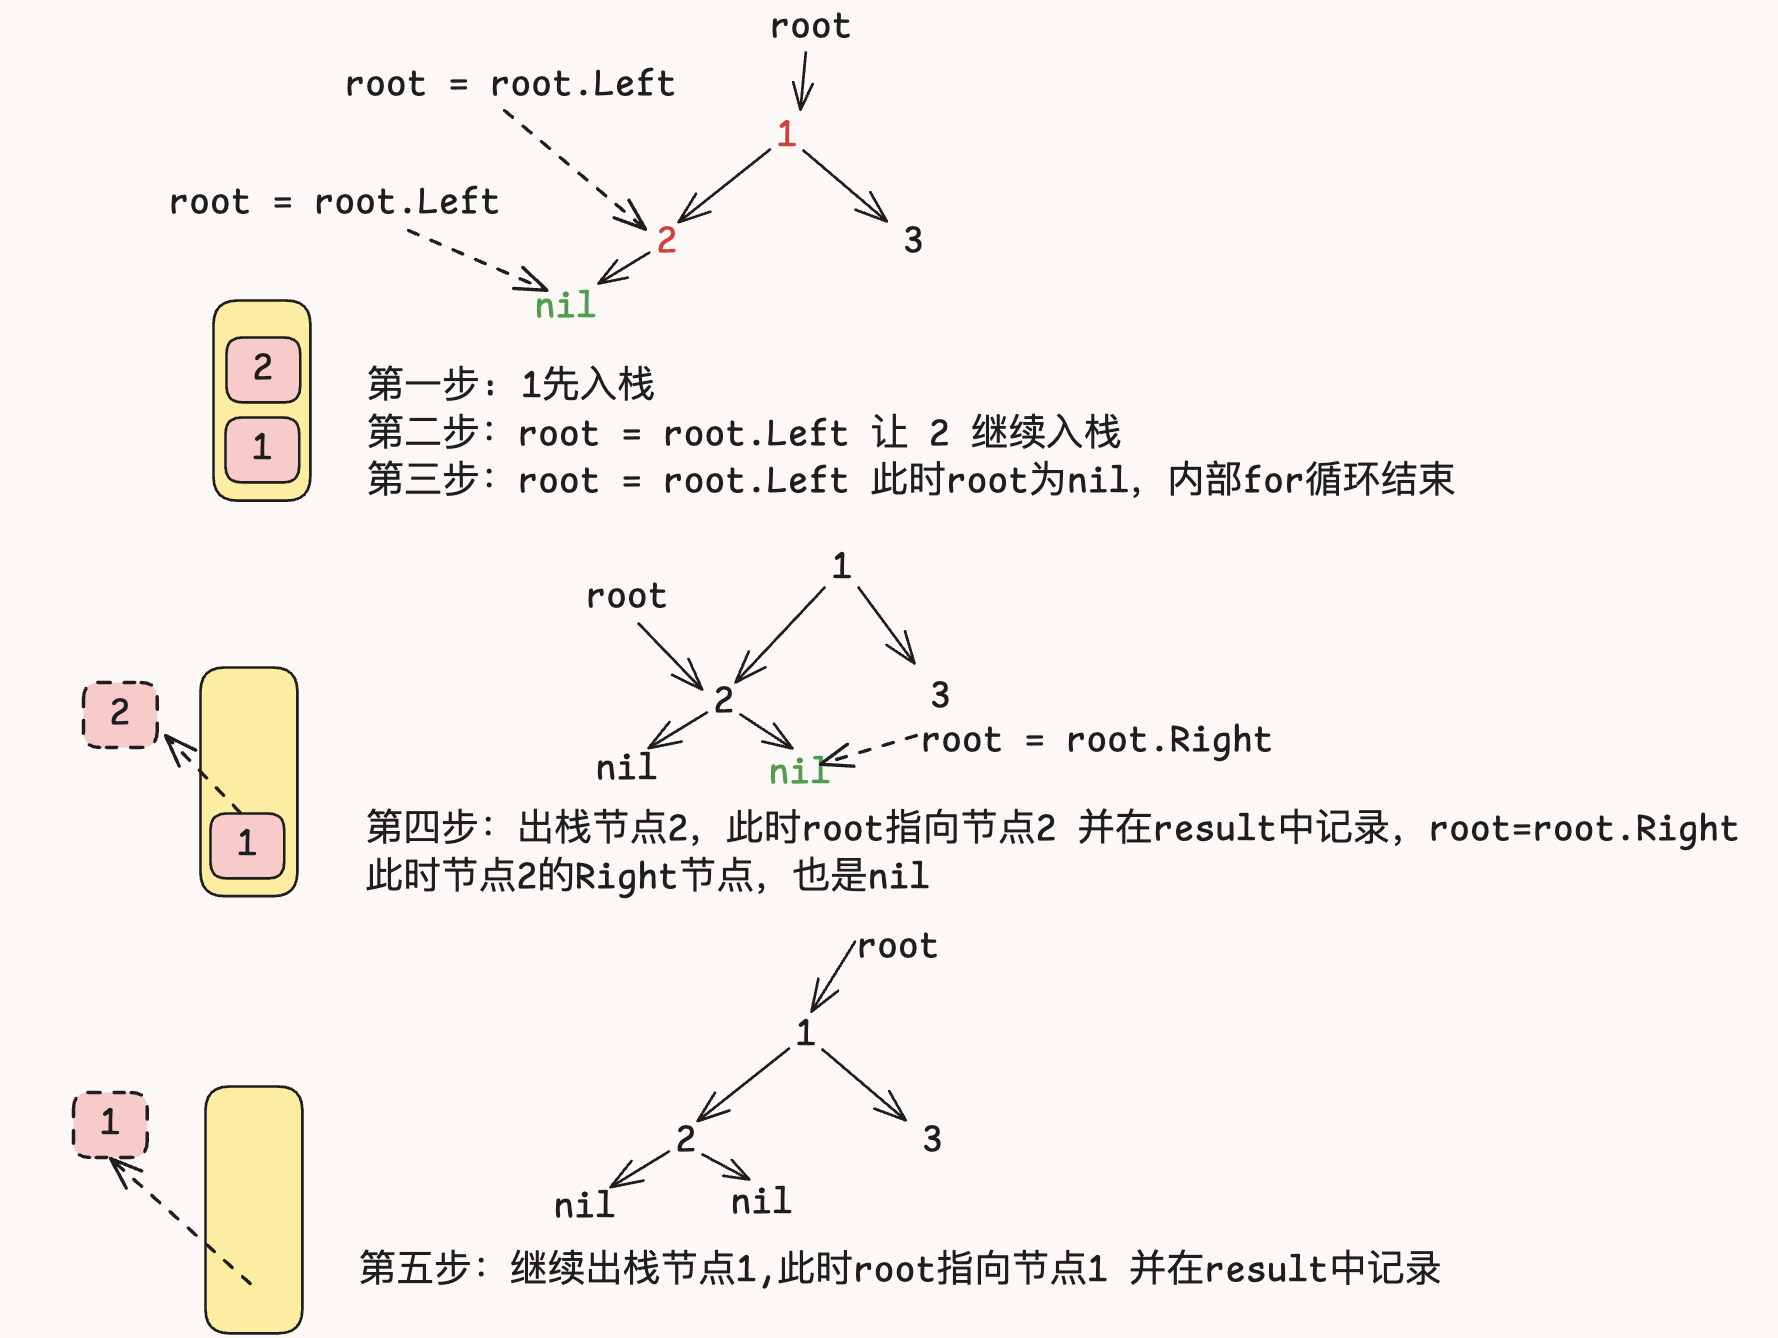 root
root = root.Left
1
root = root.Left
2
3
nil
2
1
第一步：1先入栈
第二步：root = root.Left 让 2 继续入栈
第三步：root = root.Left 此时root为nil，内部for循环结束
1
root
2
2
3
root = root.Right
nil
nil
1
第四步：出栈节点2，此时root指向节点2 并在result中记录，root=root.Right
此时节点2的Right节点，也是nil
root
1
1
2
3
nil
nil
第五步：继续出栈节点1,此时root指向节点1 并在result中记录